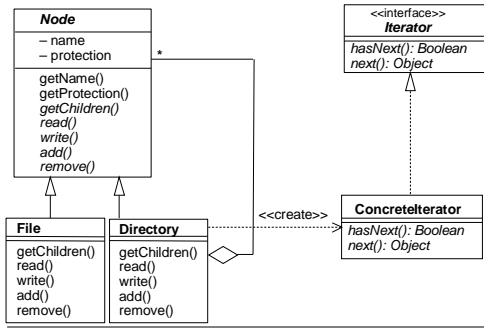 Node
– name
– protection
getName()
getProtection()
getChildren()
read()
write()
add()
remove()
*
<<interface>>
Iterator
hasNext(): Boolean
next(): Object
File
getChildren()
read()
write()
add()
remove()
Directory
getChildren()
read()
write()
add()
remove()
<<create>>
ConcreteIterator
hasNext(): Boolean
next(): Object